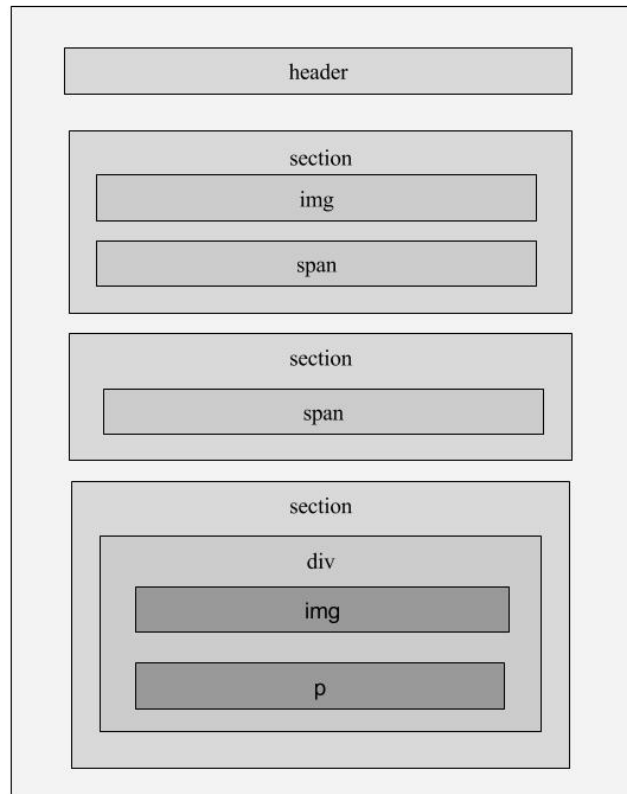 header
section
img
span
section
span
section
div
img
p